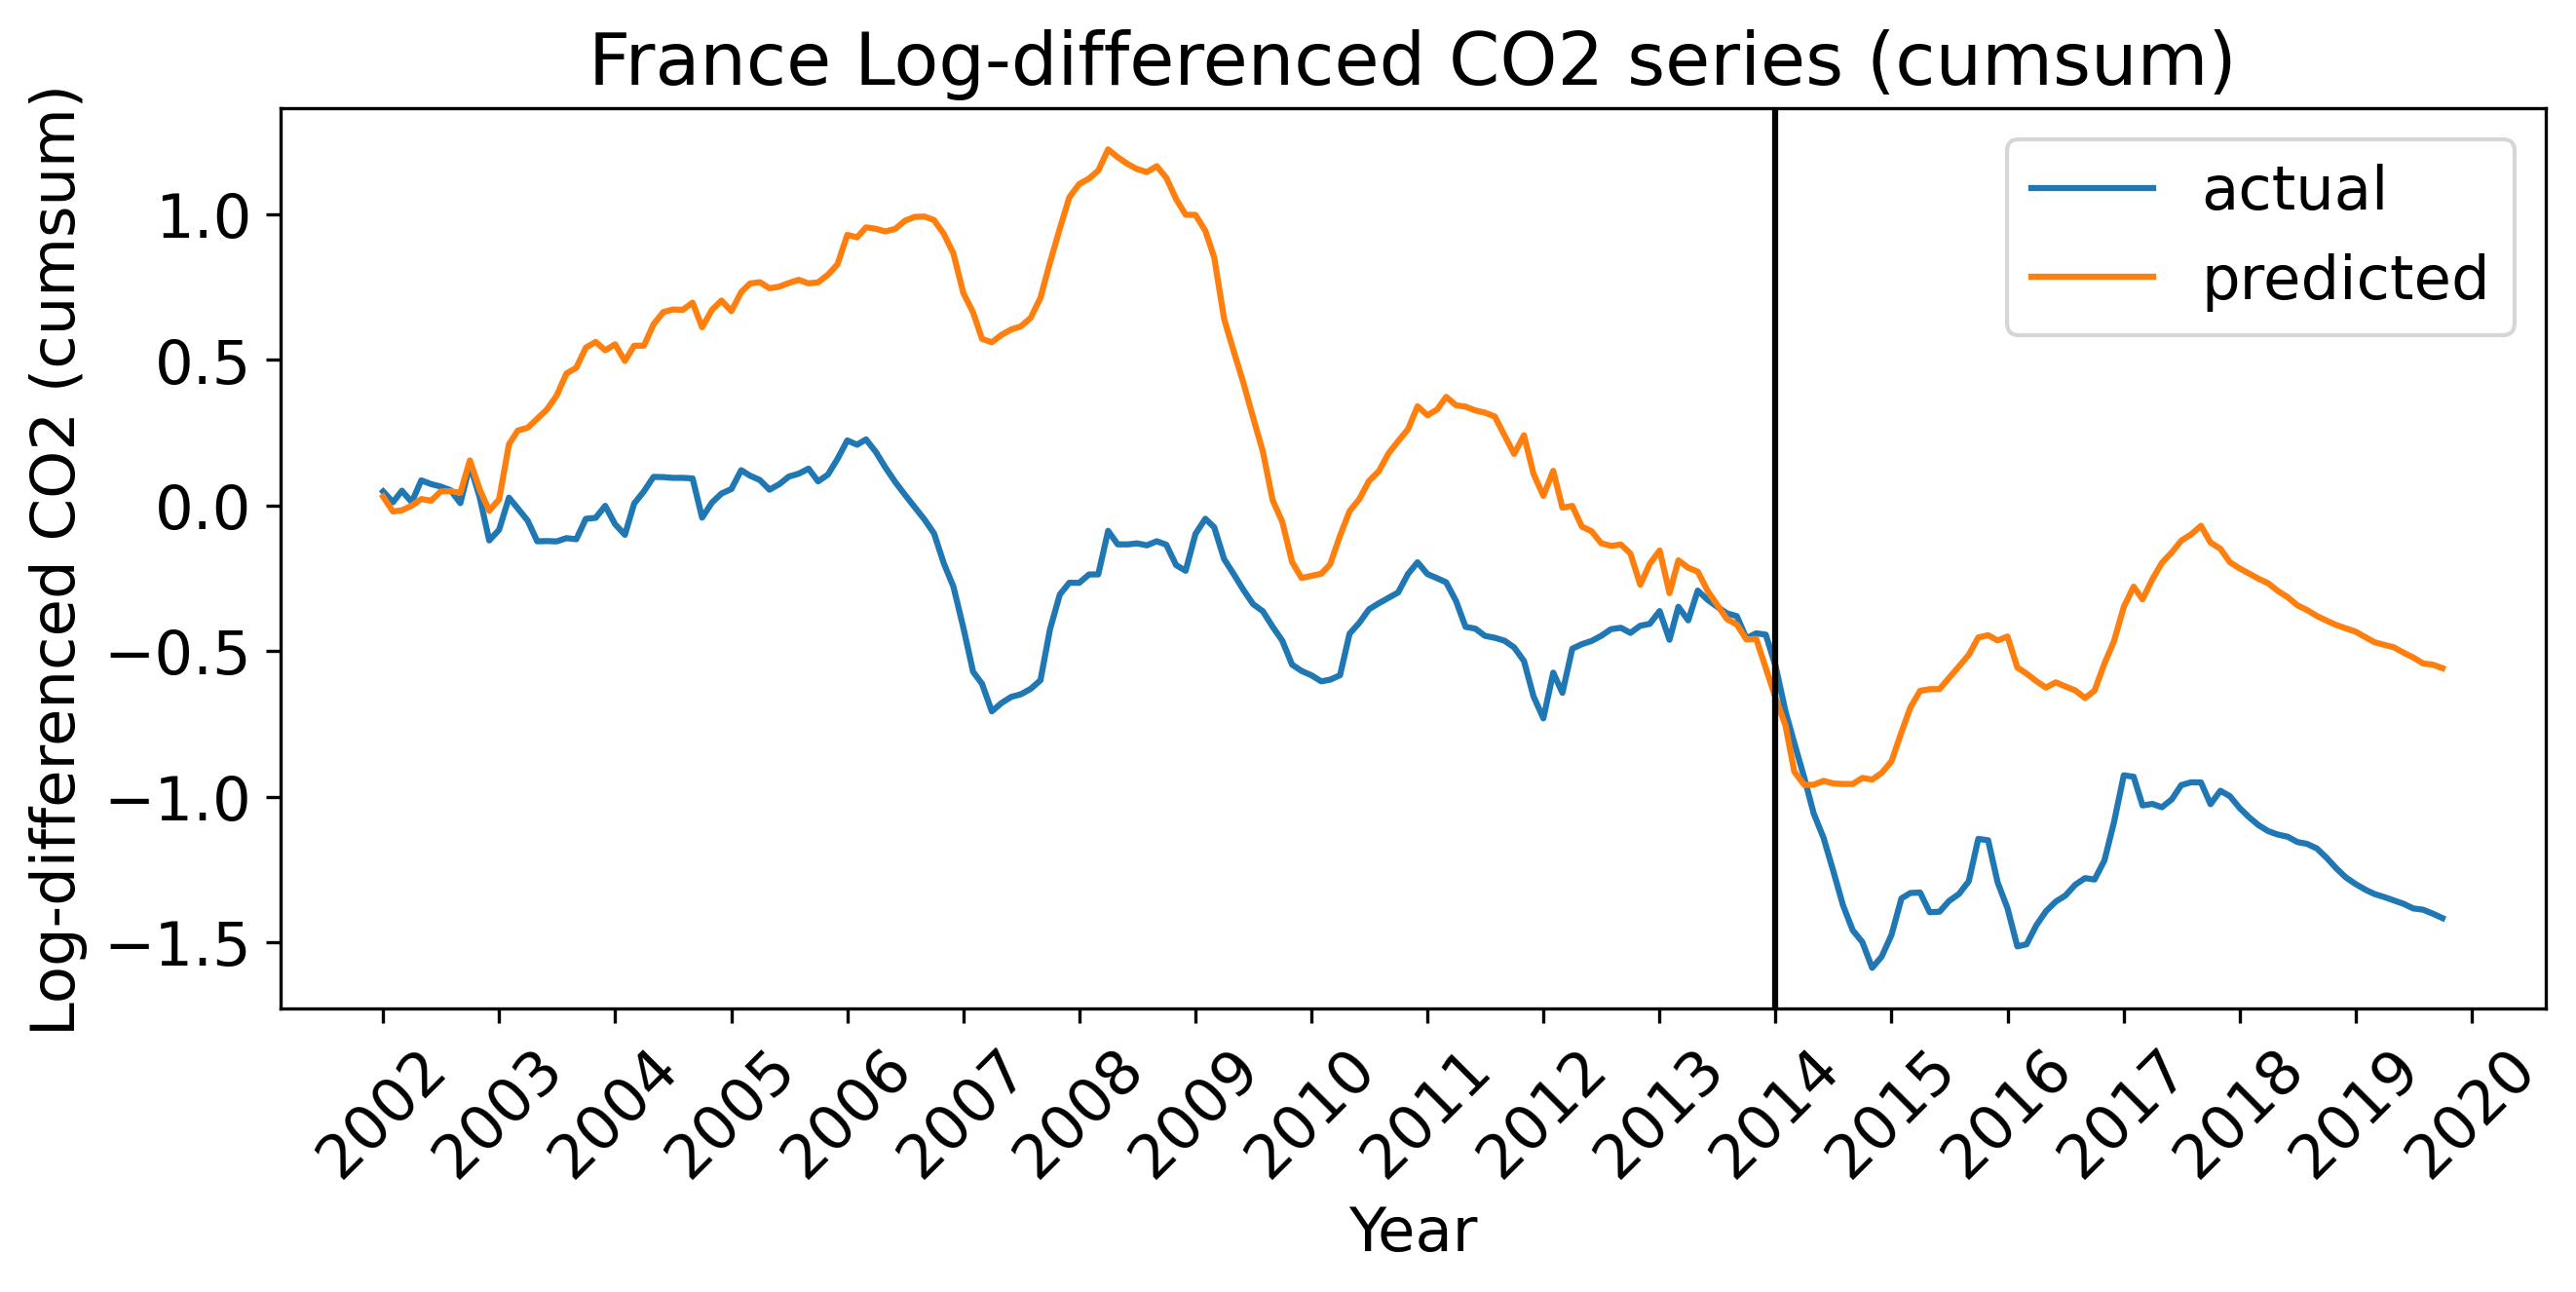 France Log-differenced CO2 series (cumsum)
Log-differenced CO2 (cumsum)
1.0
0.5
0.0
−0.5
−1.0
−1.5
actual
predicted
2002 2003 2004 2005 2006 2007 2008 2009 2010 2011 2012 2013 2014 2015 2016 2017 2018 2019 2020
Year